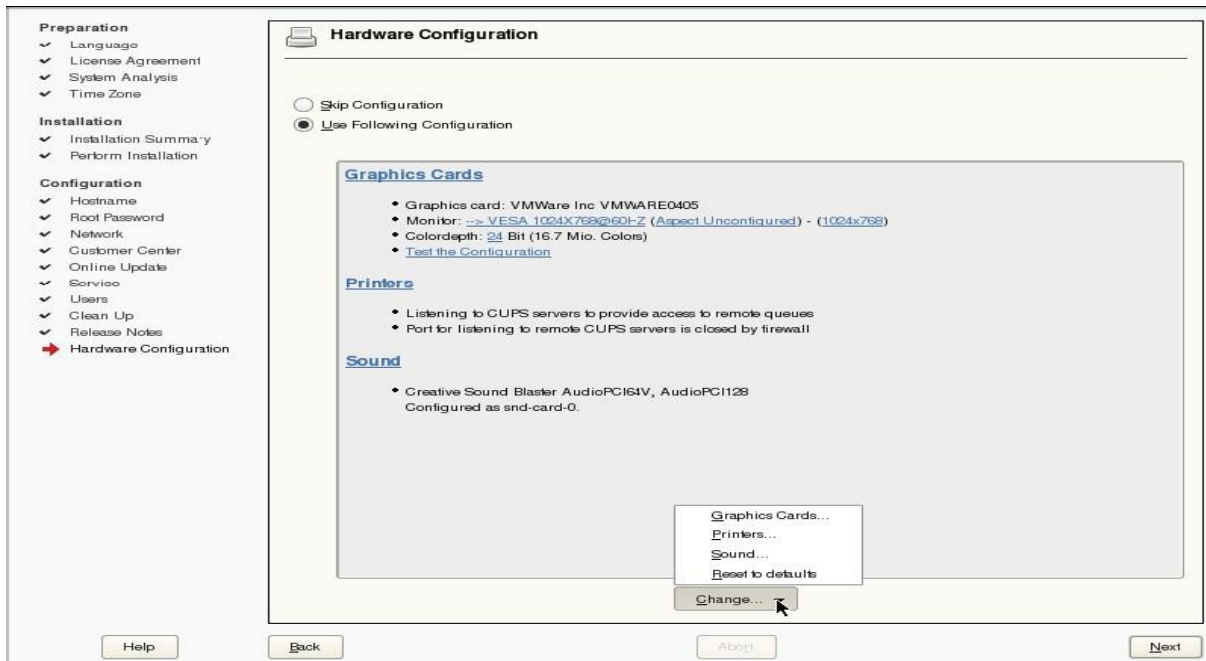 Preparation
Language
License Agreement
System Analysis
Time Zone
Installation
Installation Summary
Perform Installation
Configuration
Hostname
Root Password
Network
Customer Center
Online Update
Service
Users
Clean Up
Release Notes
Hardware Configuration
Hardware Configuration
Skip Configuration
Use Following Configuration
Graphics Cards
• Graphics card: VMWare Inc VMWARE0405
• Monitor: --> VESA 1024X768@60HZ (Aspect Unconfigured) - (1024x768)
• Colordepth: 24 Bit (16.7 Mio. Colors)
• Test the Configuration
Printers
• Listening to CUPS servers to provide access to remote queues
• Port for listening to remote CUPS servers is closed by firewall
Sound
• Creative Sound Blaster AudioPCI64V, AudioPCI128
Configured as snd-card-0.
Graphics Cards...
Printers...
Sound...
Reset to defaults
Change...
Help
Back
Abort
Next